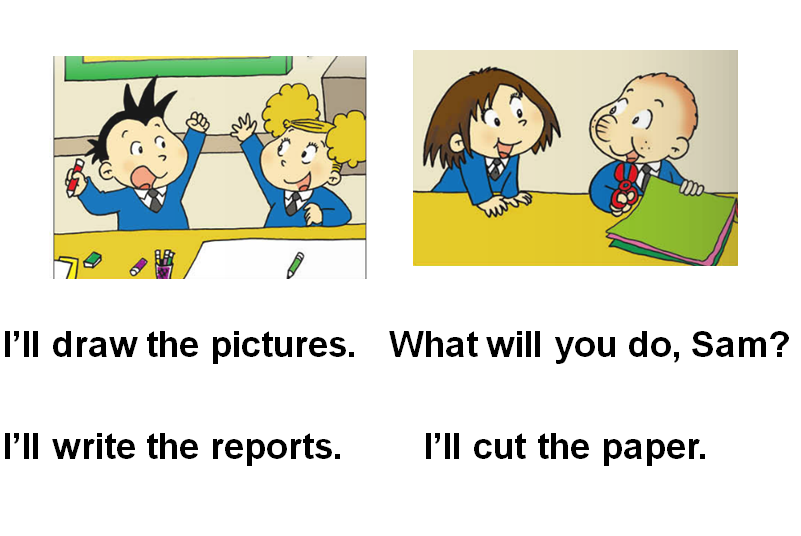 I’ll draw the pictures.
What will you do, Sam?
I’ll write the reports.
I’ll cut the paper.